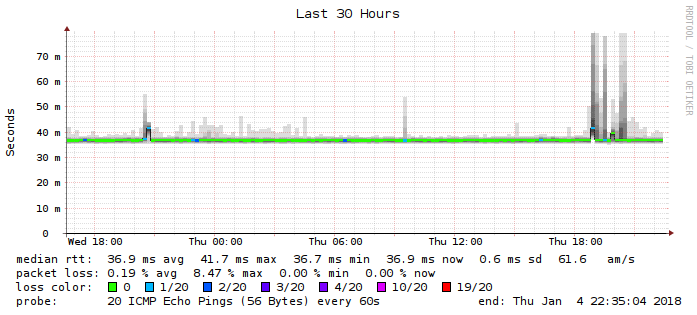 Last 30 Hours
RRDTOOL / TOBI OETIKER
Seconds
70 m
60 m
50 m
40 m
30 m
20 m
10 m
0
Wed 18:00 Thu 00:00 Thu 06:00 Thu 12:00 Thu 18:00
median rtt: 36.9 ms avg 41.7 ms max 36.7 ms min 36.9 ms now 0.6 ms sd 61.6 am/s
packet loss: 0.19 % avg 8.47 % max 0.00 % min 0.00 % now
loss color: 0 1/20 2/20 3/20 4/20 10/20 19/20
probe: 20 ICMP Echo Pings (56 Bytes) every 60s end: Thu Jan 4 22:35:04 2018